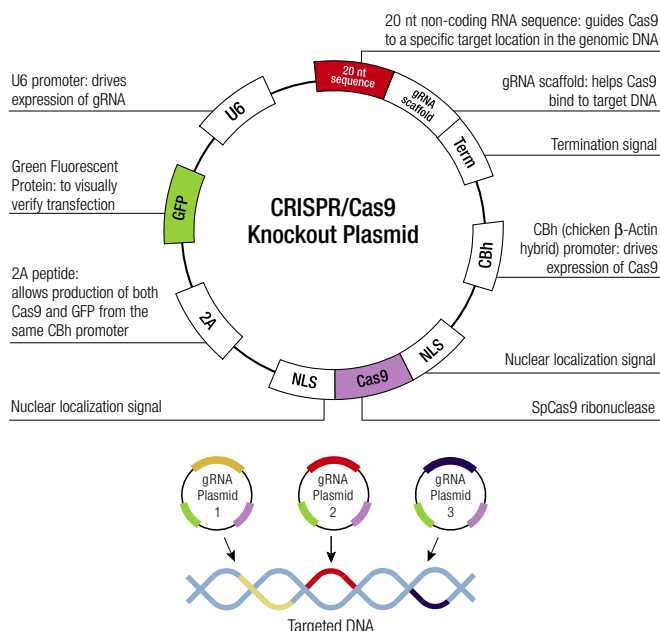 20 nt non-coding RNA sequence: guides Cas9
to a specific target location in the genomic DNA
U6 promoter: drives
expression of gRNA
gRNA scaffold: helps Cas9
bind to target DNA
Termination signal
Green Fluorescent
Protein: to visually
verify transfection
CBh (chicken β-Actin
hybrid) promoter: drives
expression of Cas9
2A peptide:
allows production of both
Cas9 and GFP from the
same CBh promoter
Nuclear localization signal
Nuclear localization signal
SpCas9 ribonuclease
CRISPR/Cas9
Knockout Plasmid
20 nt
sequence
gRNA
scaffold
Term
CBh
NLS
Cas9
NLS
2A
GFP
U6
gRNA
Plasmid
1
gRNA
Plasmid
2
gRNA
Plasmid
3
Targeted DNA